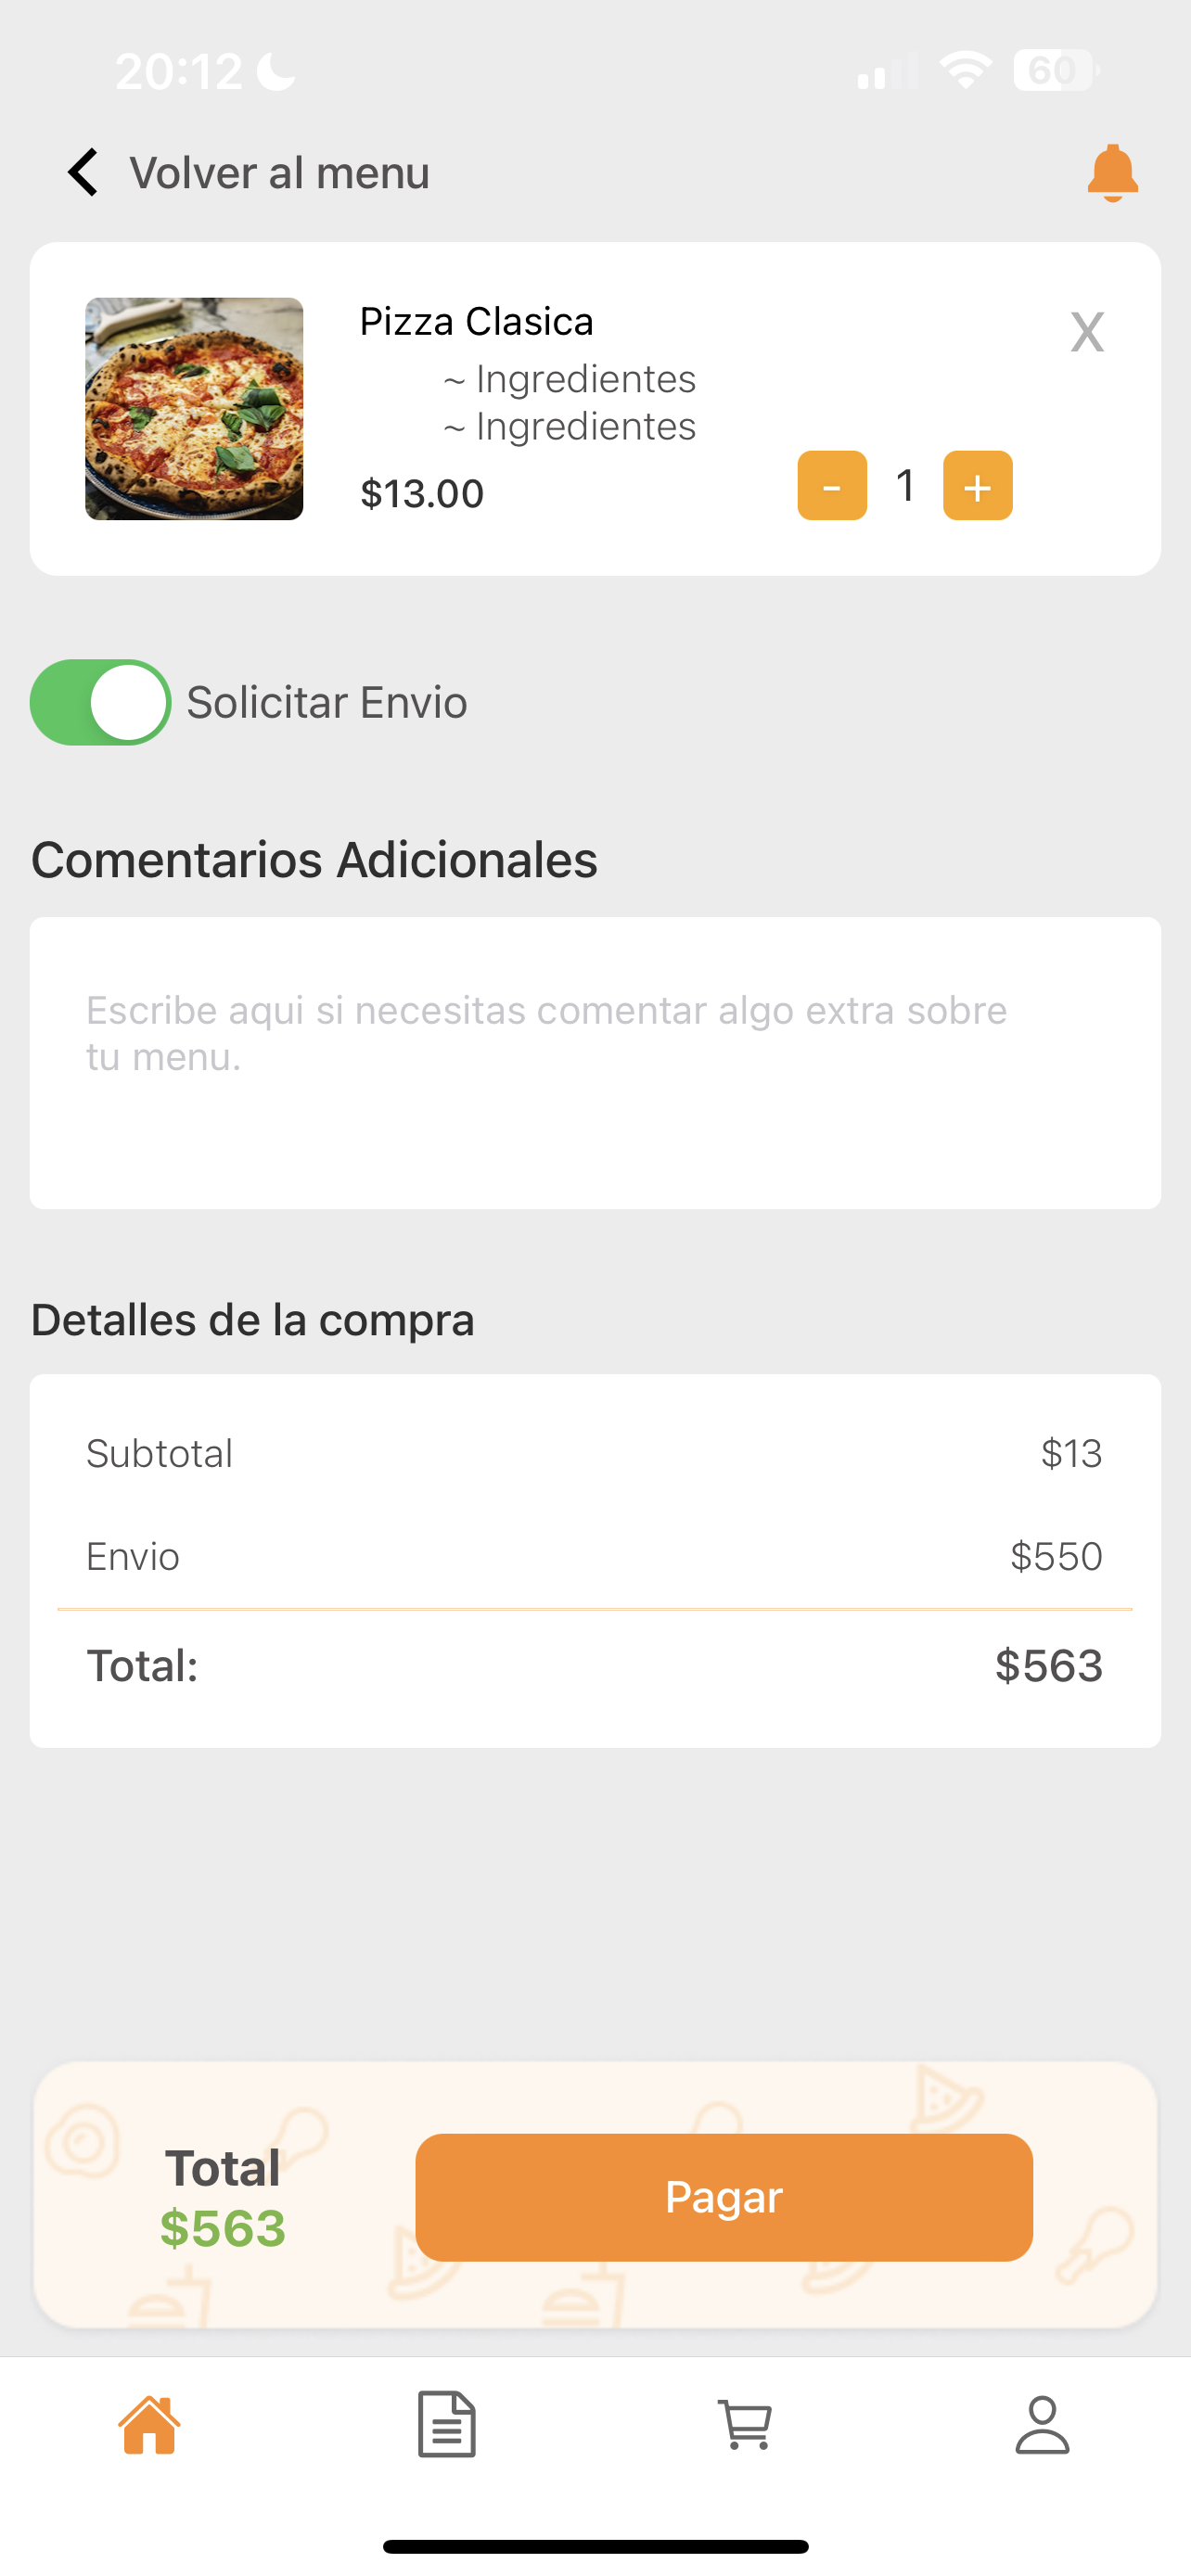 20:12
60
Volver al menu
Pizza Clasica
X
~ Ingredientes
~ Ingredientes
$13.00
- 1 +
Solicitar Envio
Comentarios Adicionales
Escribe aqui si necesitas comentar algo extra sobre
tu menu.
Detalles de la compra
Subtotal $13
Envio $550
Total: $563
Total
$563
Pagar